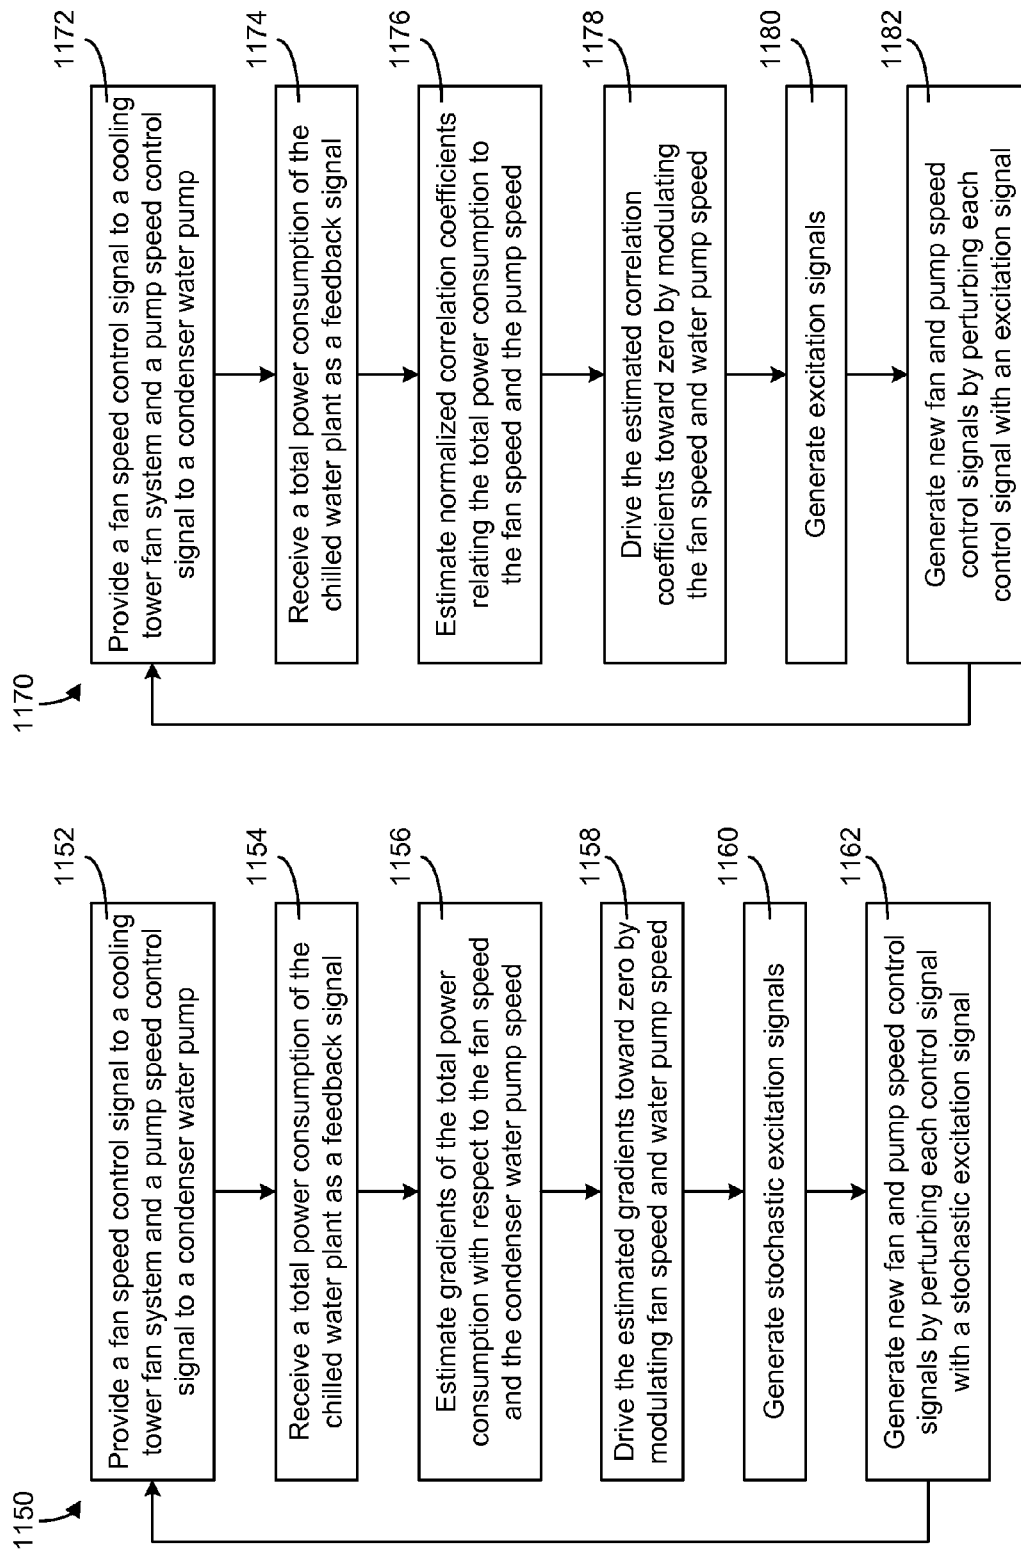 1150
Provide a fan speed control signal to a cooling
tower fan system and a pump speed control
signal to a condenser water pump
1152
Receive a total power consumption of the
chilled water plant as a feedback signal
1154
Estimate gradients of the total power
consumption with respect to the fan speed
and the condenser water pump speed
1156
Drive the estimated gradients toward zero by
modulating fan speed and water pump speed
1158
Generate stochastic excitation signals
1160
Generate new fan and pump speed control
signals by perturbing each control signal
with a stochastic excitation signal
1162
1170
Provide a fan speed control signal to a cooling
tower fan system and a pump speed control
signal to a condenser water pump
1172
Receive a total power consumption of the
chilled water plant as a feedback signal
1174
Estimate normalized correlation coefficients
relating the total power consumption to
the fan speed and the pump speed
1176
Drive the estimated correlation
coefficients toward zero by modulating
the fan speed and water pump speed
1178
Generate excitation signals
1180
Generate new fan and pump speed
control signals by perturbing each
control signal with an excitation signal
1182